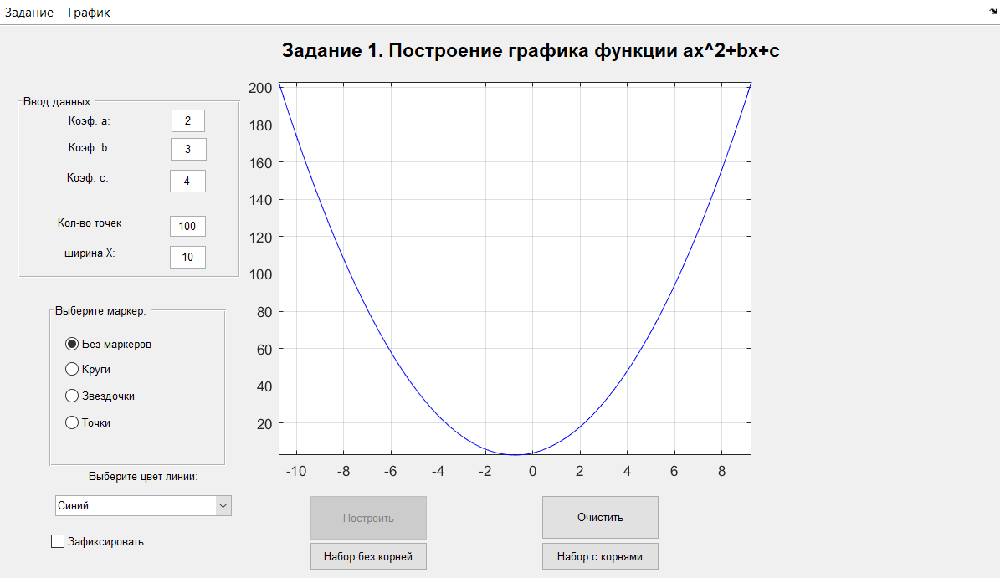 Задание График
Задание 1. Построение графика функции ax^2+bx+c
Ввод данных
Коэф. a: 2
Коэф. b: 3
Коэф. c: 4
Кол-во точек 100
ширина X: 10
Выберите маркер:
Без маркеров
Круги
Звездочки
Точки
Выберите цвет линии:
Синий
Зафиксировать
200
180
160
140
120
100
80
60
40
20
-10 -8 -6 -4 -2 0 2 4 6 8
Построить Очистить
Набор без корней Набор с корнями